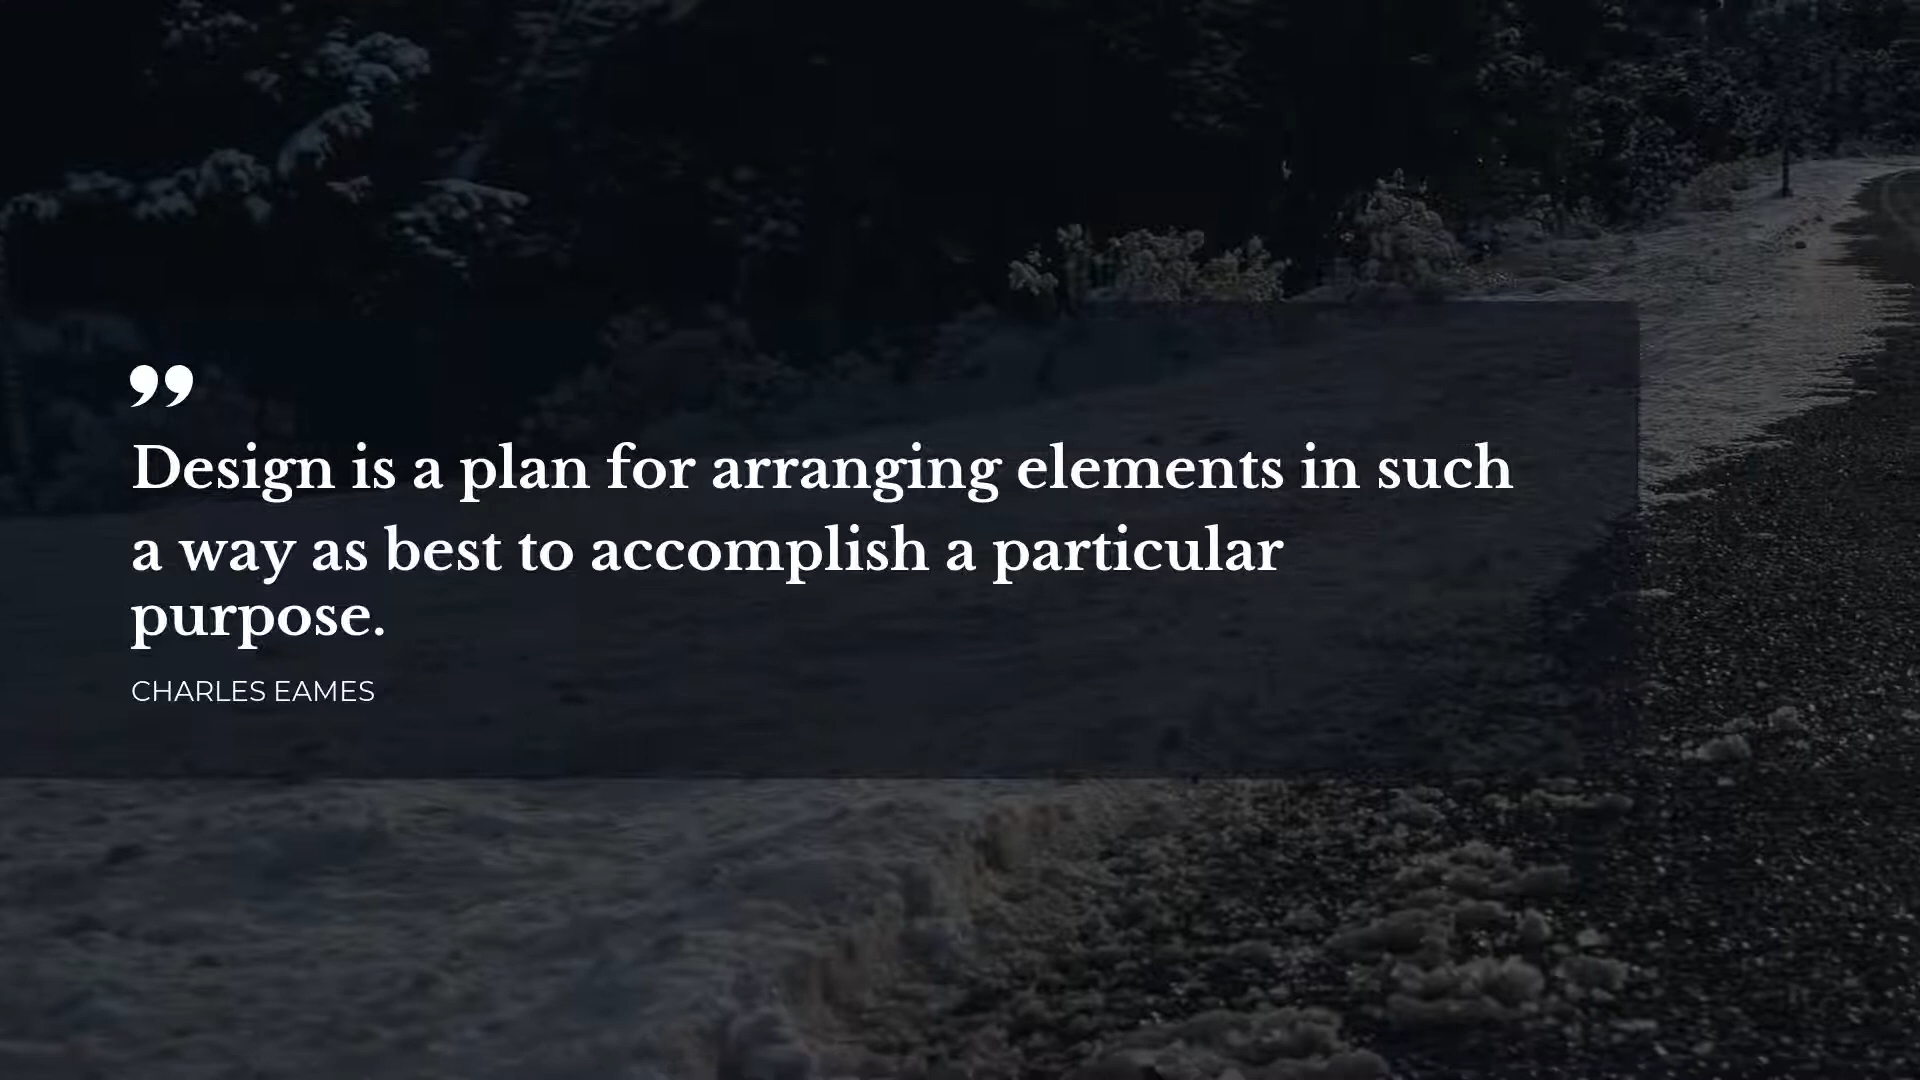 ”
Design is a plan for arranging elements in such
a way as best to accomplish a particular
purpose.
CHARLES EAMES